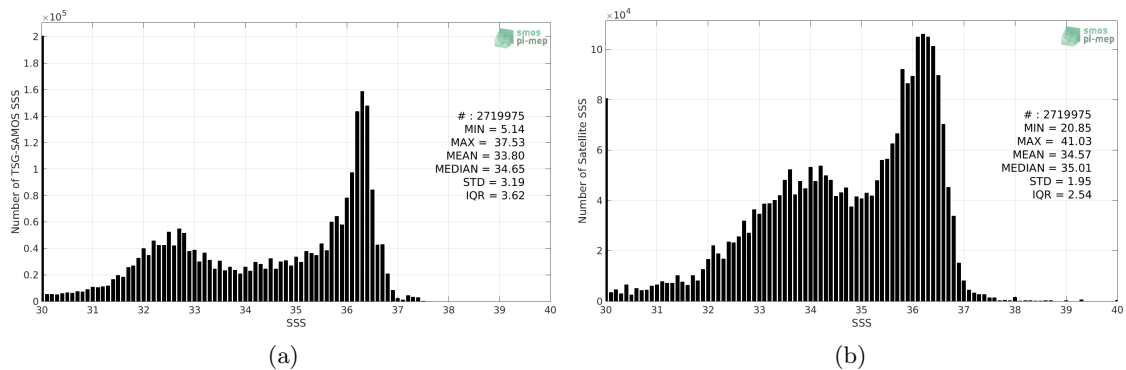 ×10⁵
2
1.8
1.6
1.4
1.2
1
0.8
0.6
0.4
0.2
0
Number of TSG-SAMOS SSS
smos
pi-mep
# : 2719975
MIN = 5.14
MAX = 37.53
MEAN = 33.80
MEDIAN = 34.65
STD = 3.19
IQR = 3.62
30 31 32 33 34 35 36 37 38 39 40
SSS
(a)
×10⁴
10
8
6
4
2
0
Number of Satellite SSS
smos
pi-mep
# : 2719975
MIN = 20.85
MAX = 41.03
MEAN = 34.57
MEDIAN = 35.01
STD = 1.95
IQR = 2.54
30 31 32 33 34 35 36 37 38 39 40
SSS
(b)